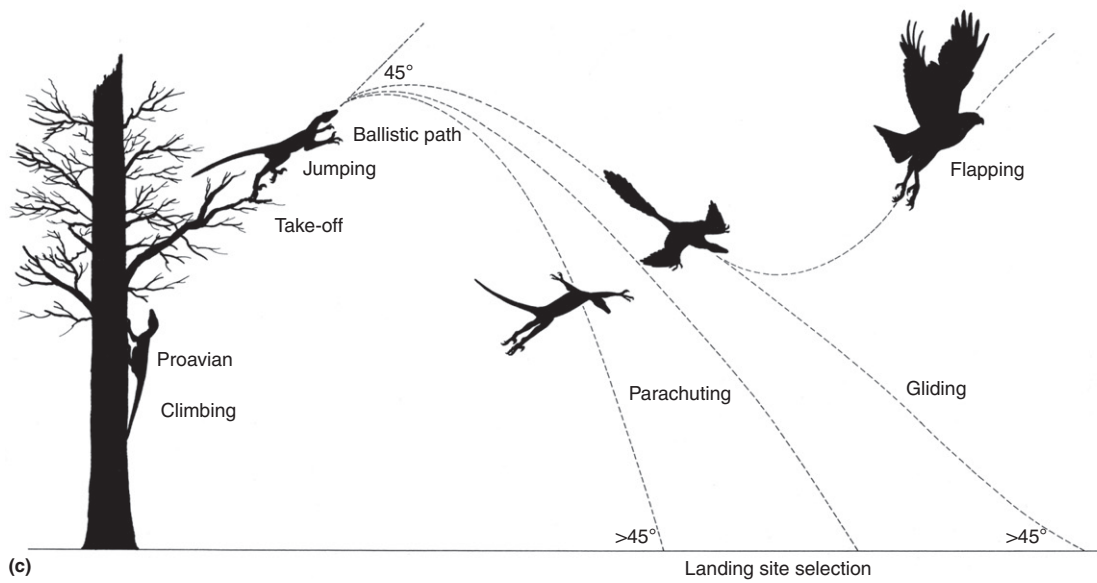 45°
Ballistic path
Jumping
Flapping
Take-off
Proavian
Parachuting
Gliding
Climbing
>45°
>45°
(c)
Landing site selection